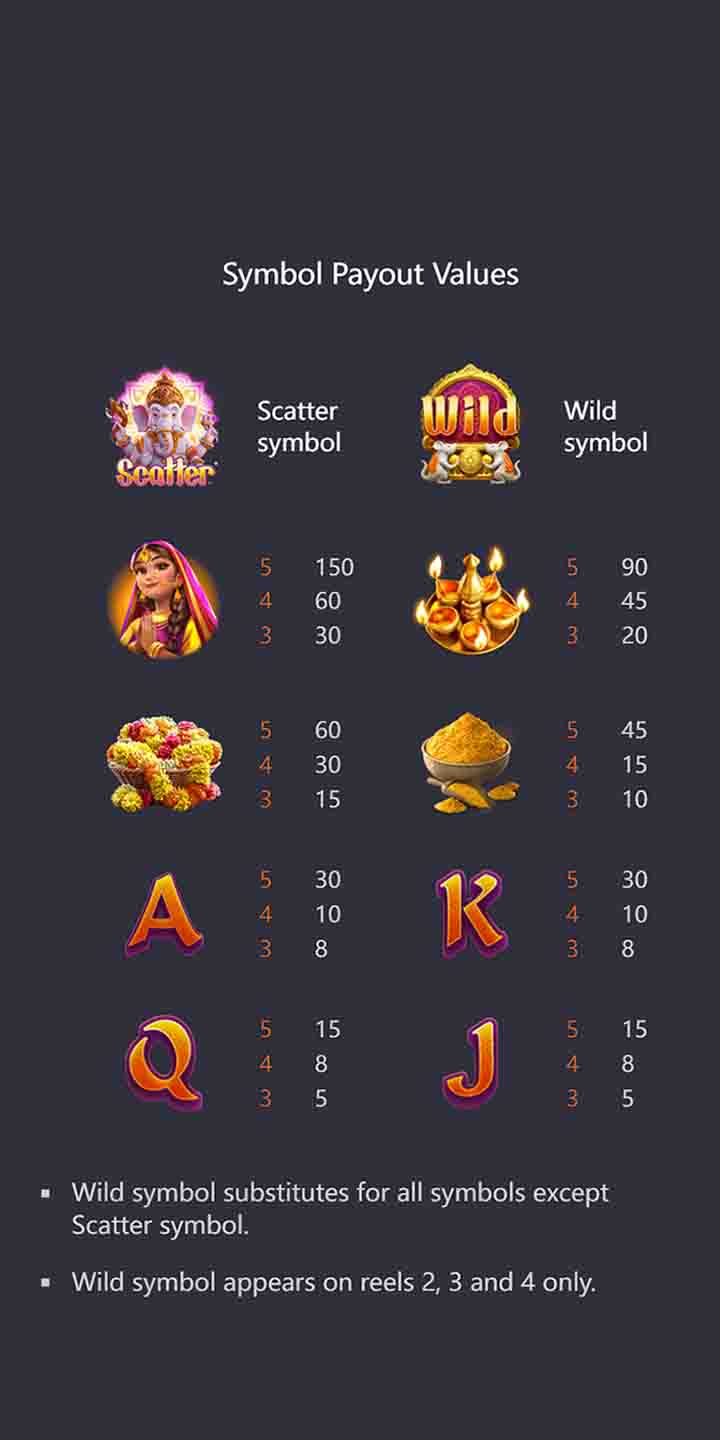 Symbol Payout Values
Scatter
Scatter
symbol
Wild
Wild
symbol
5 150
4 60
3 30
5 90
4 45
3 20
5 60
4 30
3 15
5 45
4 15
3 10
A
5 30
4 10
3 8
K
5 30
4 10
3 8
Q
5 15
4 8
3 5
J
5 15
4 8
3 5
▪ Wild symbol substitutes for all symbols except
Scatter symbol.
▪ Wild symbol appears on reels 2, 3 and 4 only.